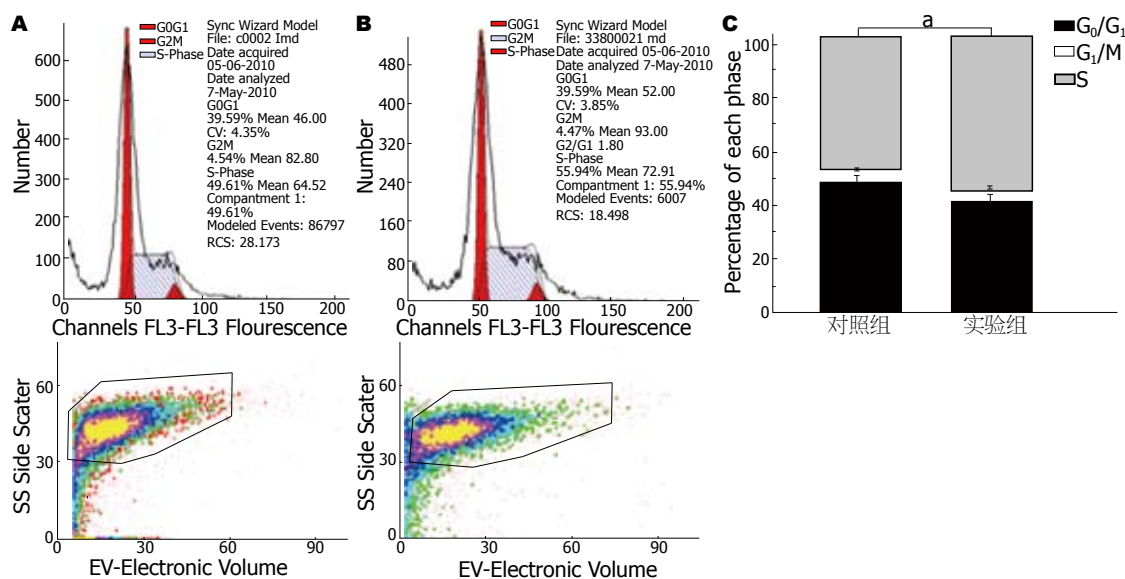 A
G0G1
G2M
S-Phase
Sync Wizard Model
File: c0002 lmd
Date acquired
05-06-2010
Date analyzed
7-May-2010
G0G1
39.59% Mean 46.00
CV: 4.35%
G2M
4.54% Mean 82.80
S-Phase
49.61% Mean 64.52
Compartment 1:
49.61%
Modeled Events: 86797
RCS: 28.173
Number
600
500
400
300
200
100
0
0
50
100
150
200
Channels FL3-FL3 Flourescence
B
G0G1
G2M
S-Phase
Sync Wizard Model
File: 33800021 md
Date acquired 05-06-2010
Date analyzed 7-May-2010
G0G1
39.59% Mean 52.00
CV: 3.85%
G2M
4.47% Mean 93.00
G2/G1 1.80
S-Phase
55.94% Mean 72.91
Compartment 1: 55.94%
Modeled Events: 6007
RCS: 18.498
Number
480
400
320
240
160
80
0
0
50
100
150
200
Channels FL3-FL3 Flourescence
C
a
G0/G1
G1/M
S
Percentage of each phase
100
80
60
40
20
0
对照组
实验组
SS Side Scater
60
30
0
0
30
60
90
EV-Electronic Volume
SS Side Scater
60
30
0
0
30
60
90
EV-Electronic Volume